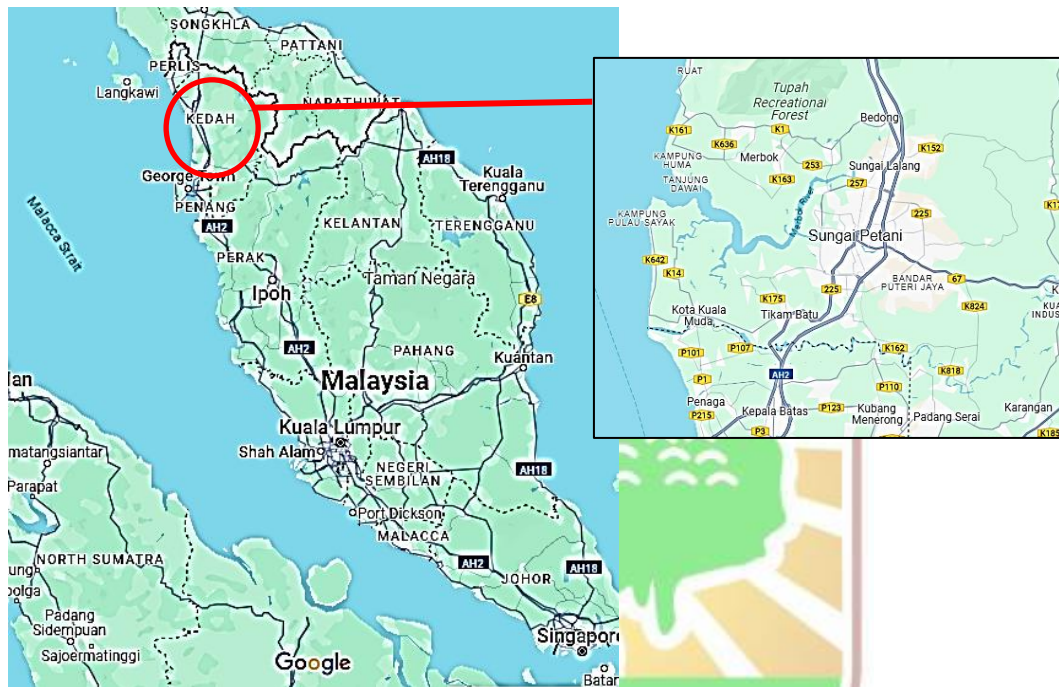 SONGKHLA
PATTANI
PERLIS
Langkawi
NARATHIWAT
KEDAH
AH18
George Town
Kuala
Terengganu
PENANG
KELANTAN
TERENGGANU
AH2
Malacca Strait
PERAK
Taman Negara
Ipoh
E8
AH2
PAHANG
Kuantan
Malaysia
Kuala Lumpur
Shah Alam
AH18
NEGERI
SEMBILAN
matangsiantar
Parapat
Port Dickson
MALACCA
AH2
AH18
NORTH SUMATRA
JOHOR
Padang
Sidempuan
Singapore
Sajoermatinggi
Google
Batar
RUAT
Tupah
Recreational
Forest
Bedong
K161
K1
K636
K152
Merbok
253
Sungai Lalang
KAMPUNG
HUMA
K163
257
TANJUNG
DAWAI
Merbok River
KAMPUNG
PULAU SAYAK
225
Sungai Petani
K642
K14
67
BANDAR
PUTERI JAYA
225
K175
K824
Kota Kuala
Muda
Tikam Batu
P101
P107
K162
K818
AH2
P1
P110
Penaga
P215
Kepala Batas
P123
Kubang
Menerong
Padang Serai
Karangan
P3
K185